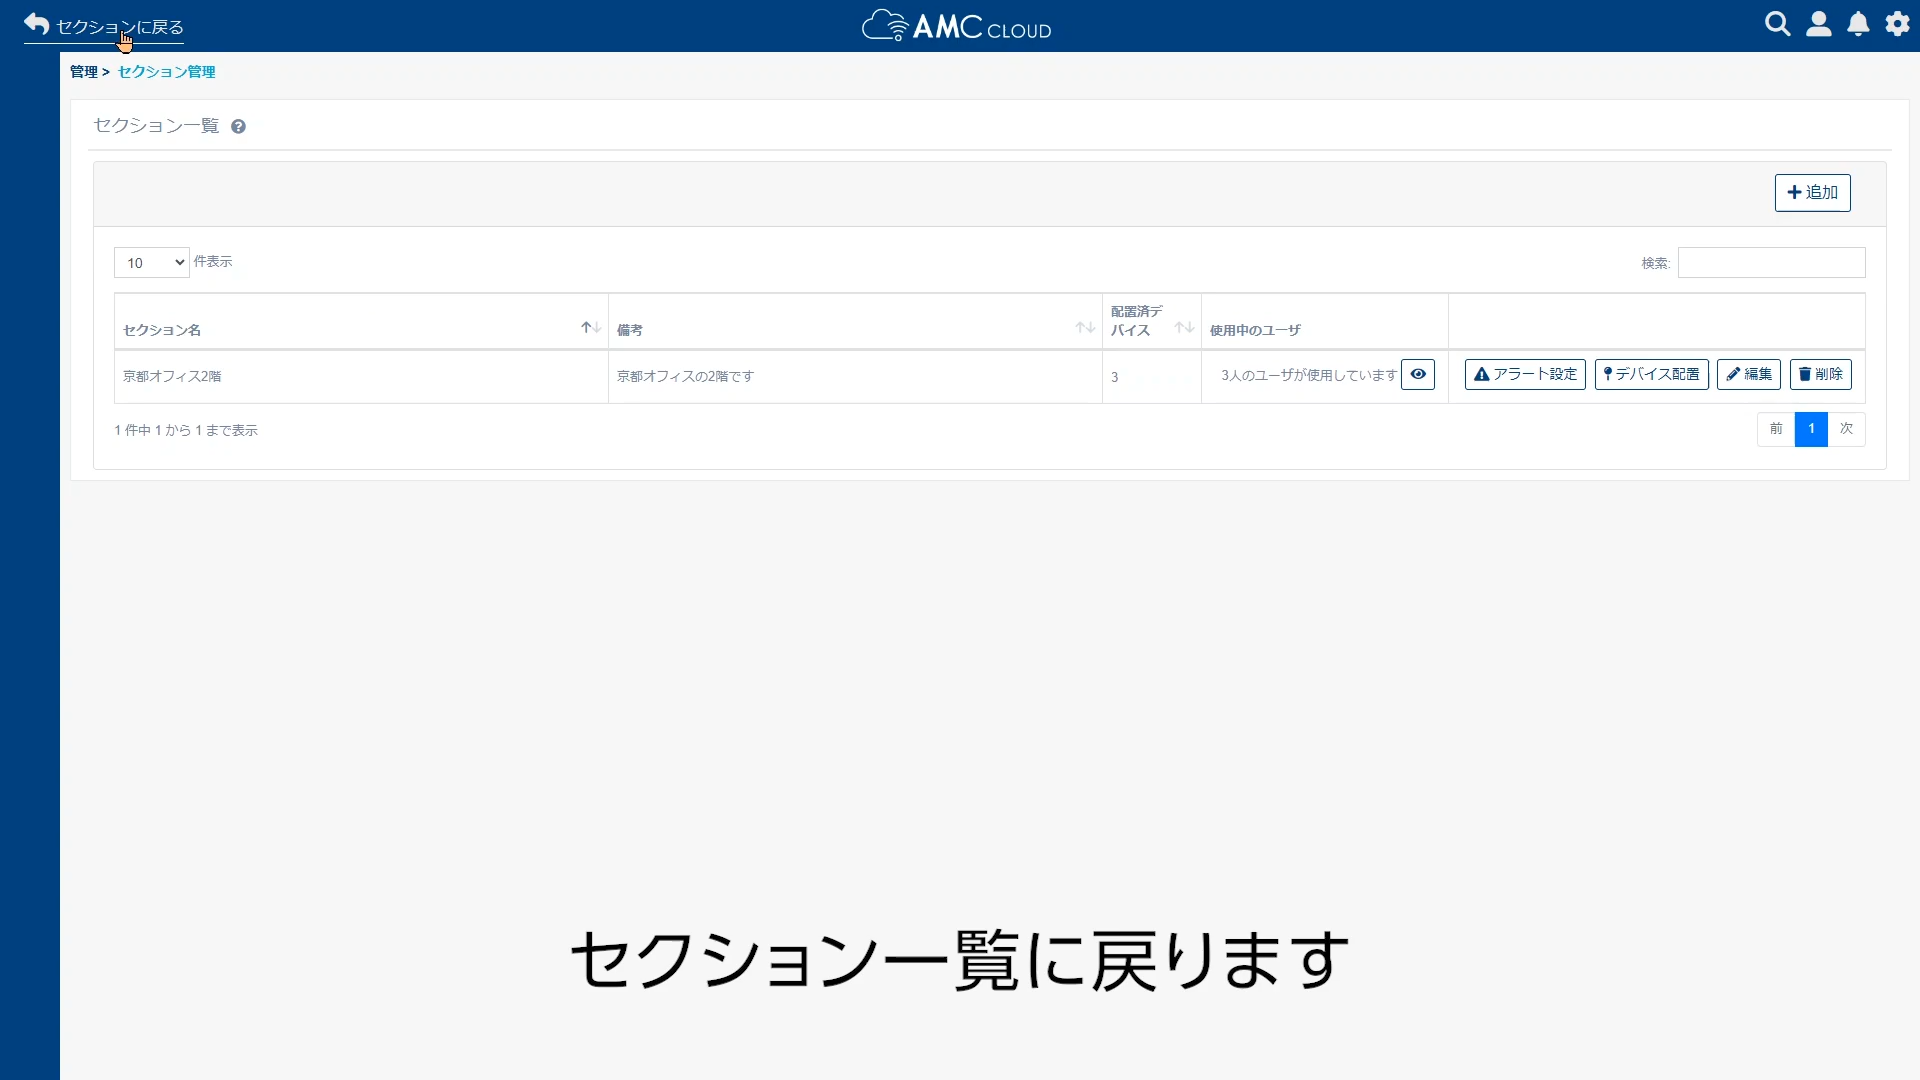 セクションに戻る
AMC CLOUD
管理 > セクション管理
セクション一覧
追加
10 件表示
検索:
セクション名
備考
配置済デ
バイス
使用中のユーザ
京都オフィス2階
京都オフィスの2階です
3
3人のユーザが使用しています
アラート設定
デバイス配置
編集
削除
1 件中 1 から 1 まで表示
前 1 次
セクション一覧に戻ります